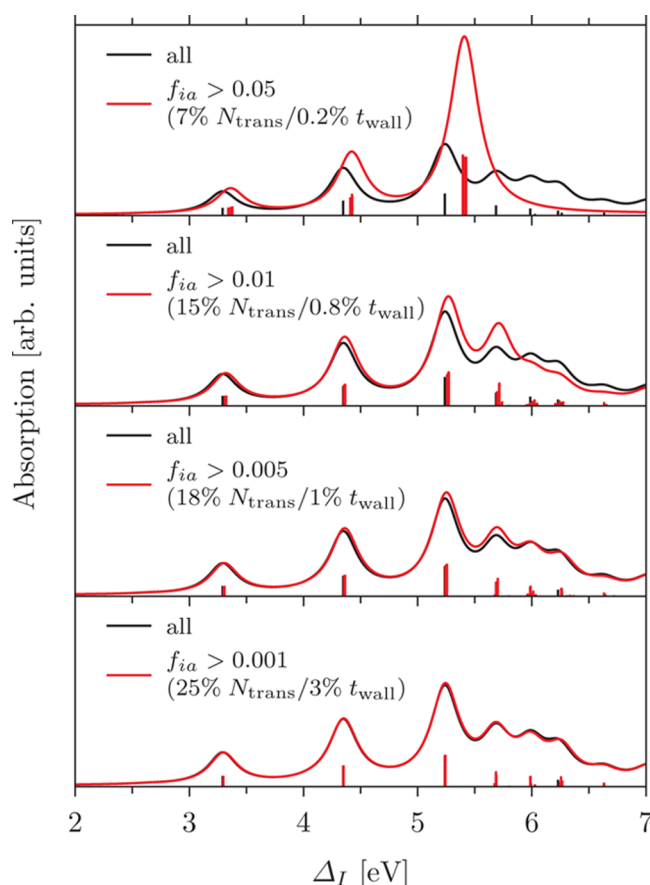 all
f_ia > 0.05
(7% N_trans/0.2% t_wall)
all
f_ia > 0.01
(15% N_trans/0.8% t_wall)
all
f_ia > 0.005
(18% N_trans/1% t_wall)
all
f_ia > 0.001
(25% N_trans/3% t_wall)
Absorption [arb. units]
2 3 4 5 6 7
Δ_I [eV]